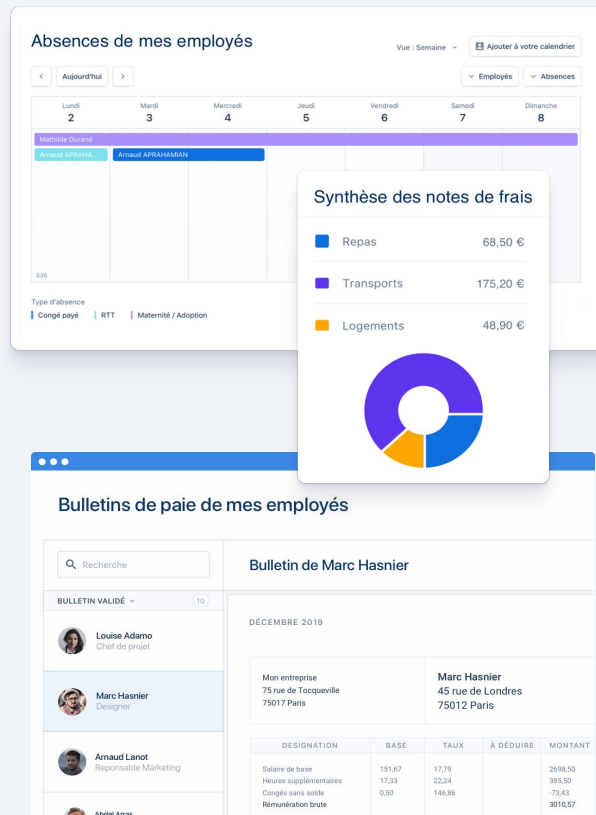 Absences de mes employés
Vue : Semaine
Ajouter à votre calendrier
Aujourd'hui
Employés
Absences
Lundi Mardi Mercredi Jeudi Vendredi Samedi Dimanche
2 3 4 5 6 7 8
Mathilde Durand
Arnaud APRAHA... Arnaud APRAHAMIAN
S36
Type d'absence
Congé payé RTT Maternité / Adoption
Synthèse des notes de frais
Repas 68,50 €
Transports 175,20 €
Logements 48,90 €
Bulletins de paie de mes employés
Recherche
BULLETIN VALIDÉ 10
Louise Adamo
Chef de projet
Marc Hasnier
Designer
Arnaud Lanot
Reponsable Marketing
Abdel Arras
Bulletin de Marc Hasnier
DÉCEMBRE 2019
Mon entreprise
75 rue de Tocqueville
75017 Paris
Marc Hasnier
45 rue de Londres
75012 Paris
DESIGNATION BASE TAUX À DÉDUIRE MONTANT
Salaire de base 151,67 17,79 2698,50
Heures supplémentaires 17,33 22,24 385,50
Congés sans solde 0,50 146,86 -73,43
Rémunération brute 3010,57